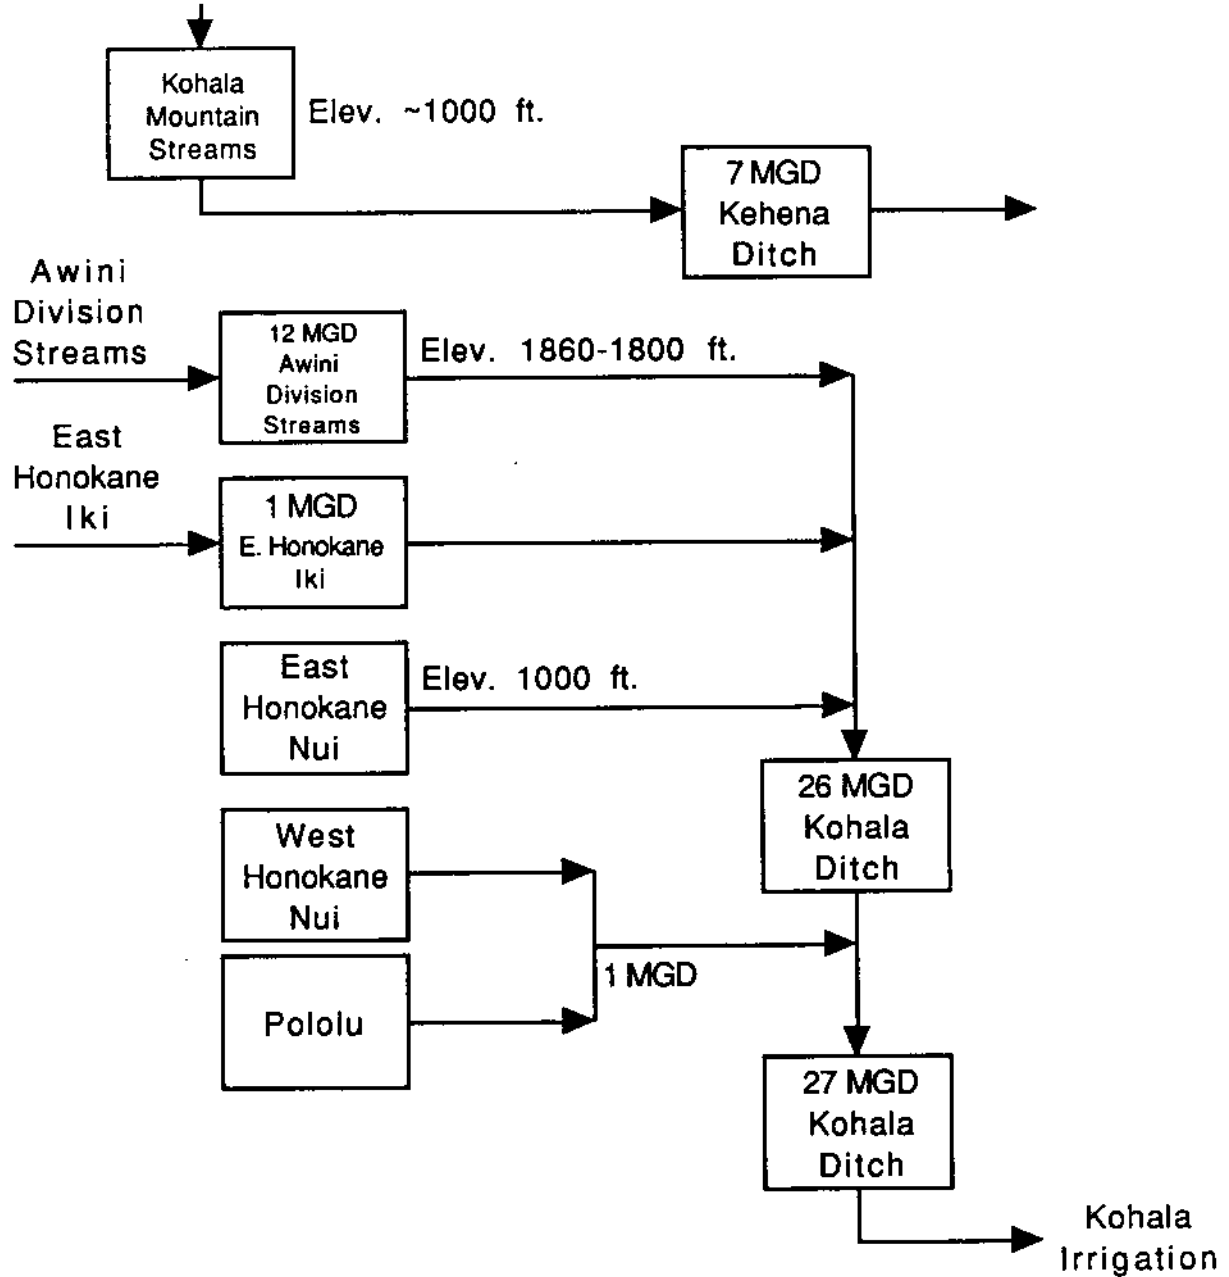 Kohala
Mountain
Streams
Elev. ~1000 ft.
7 MGD
Kehena
Ditch
Awini
Division
Streams
12 MGD
Awini
Division
Streams
Elev. 1860-1800 ft.
East
Honokane
Iki
1 MGD
E. Honokane
Iki
East
Honokane
Nui
Elev. 1000 ft.
26 MGD
Kohala
Ditch
West
Honokane
Nui
1 MGD
Pololu
27 MGD
Kohala
Ditch
Kohala
Irrigation